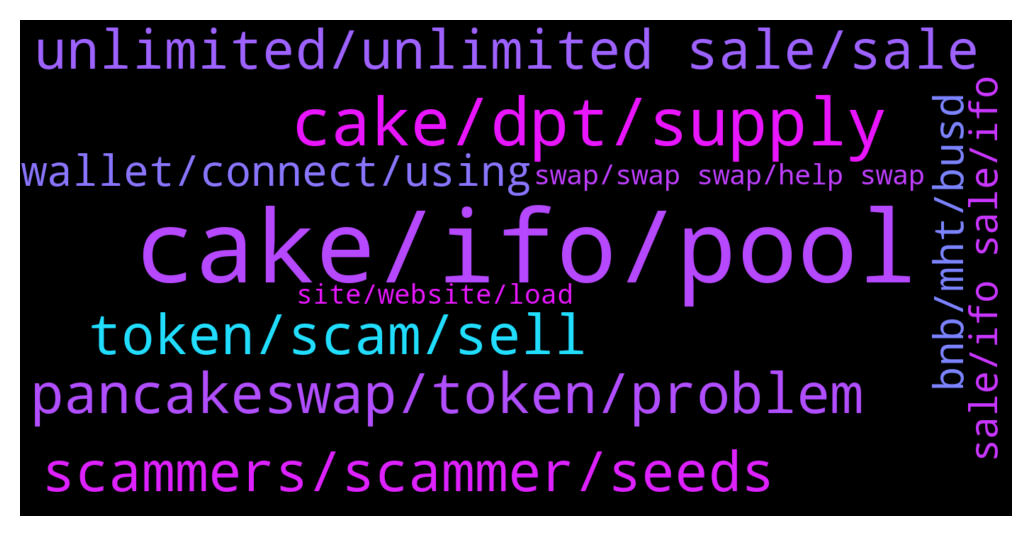 unlimited/unlimited sale/sale
cake/dpt/supply
wallet/connect/using
swap/swap swap/help swap
cake/ifo/pool
site/website/load
token/scam/sell
pancakeswap/token/problem
scammers/scammer/seeds
bnb/mht/busd
sale/ifo sale/ifo